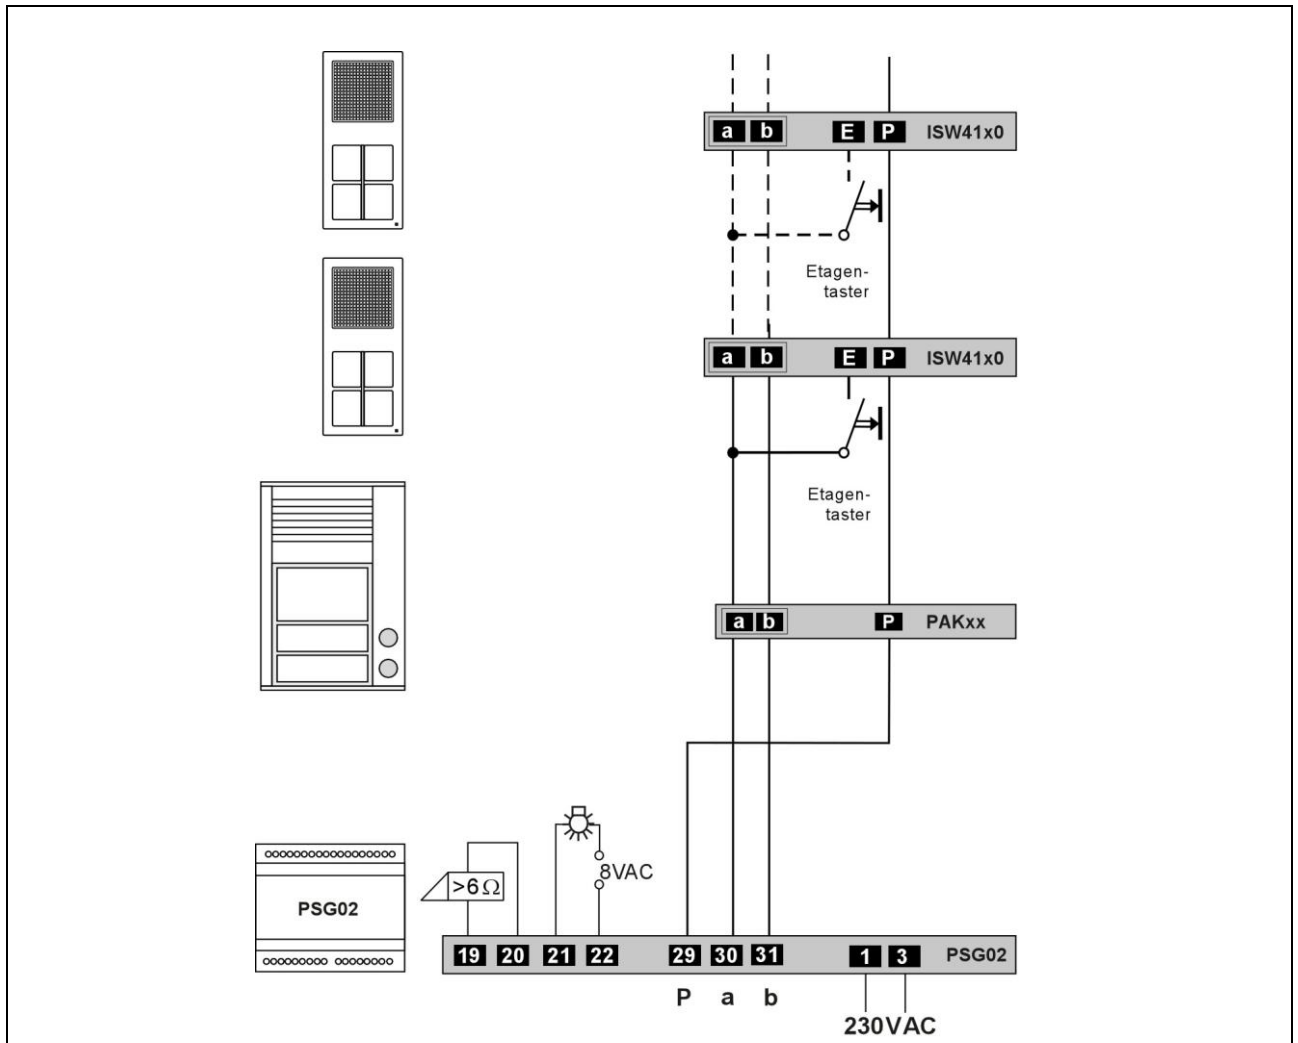 a b E P ISW41x0
Etagen-
taster
a b E P ISW41x0
Etagen-
taster
a b P PAKxx
8VAC
>6Ω
PSG02
19 20 21 22 29 30 31 1 3 PSG02
P a b
230VAC